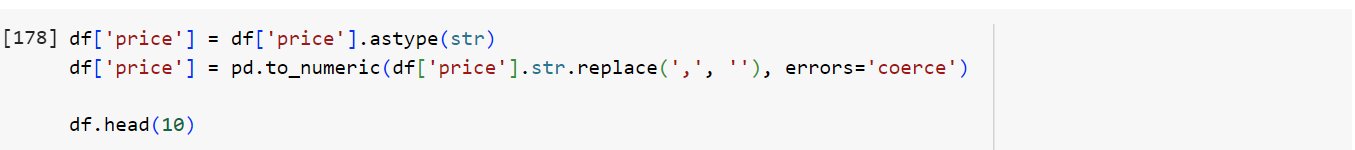 [178] df['price'] = df['price'].astype(str)
df['price'] = pd.to_numeric(df['price'].str.replace(',', ''), errors='coerce')
df.head(10)